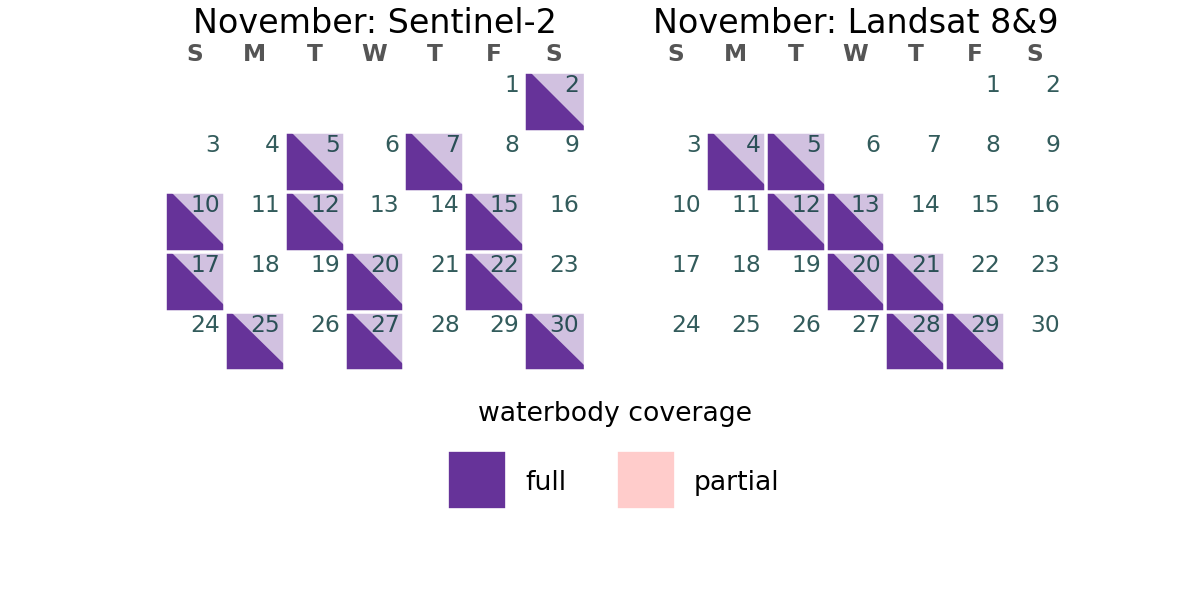 November: Sentinel-2
S M T W T F S
1 2
3 4 5 6 7 8 9
10 11 12 13 14 15 16
17 18 19 20 21 22 23
24 25 26 27 28 29 30
November: Landsat 8&9
S M T W T F S
1 2
3 4 5 6 7 8 9
10 11 12 13 14 15 16
17 18 19 20 21 22 23
24 25 26 27 28 29 30
waterbody coverage
full partial